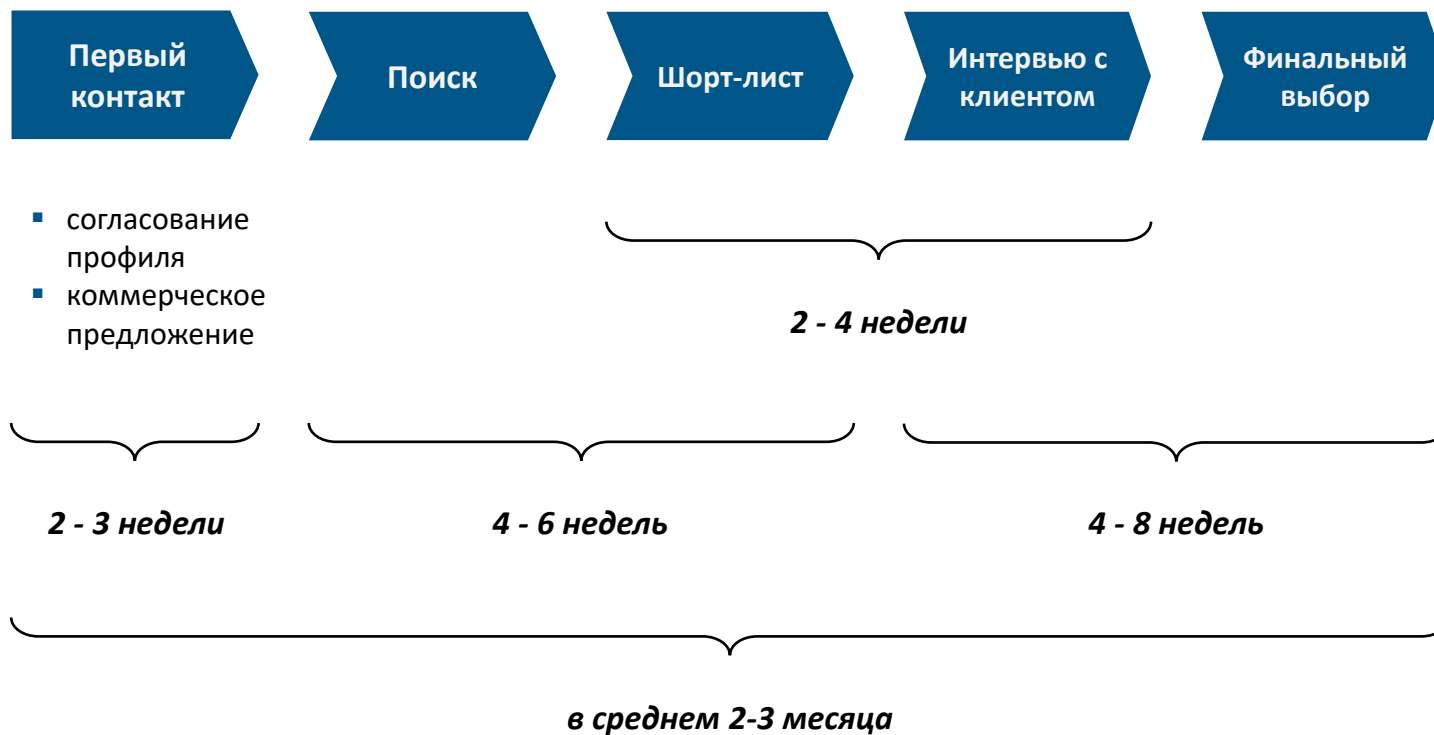 Первый
контакт
Поиск
Шорт-лист
Интервью с
клиентом
Финальный
выбор
▪ согласование
профиля
▪ коммерческое
предложение
2 - 4 недели
2 - 3 недели
4 - 6 недель
4 - 8 недель
в среднем 2-3 месяца